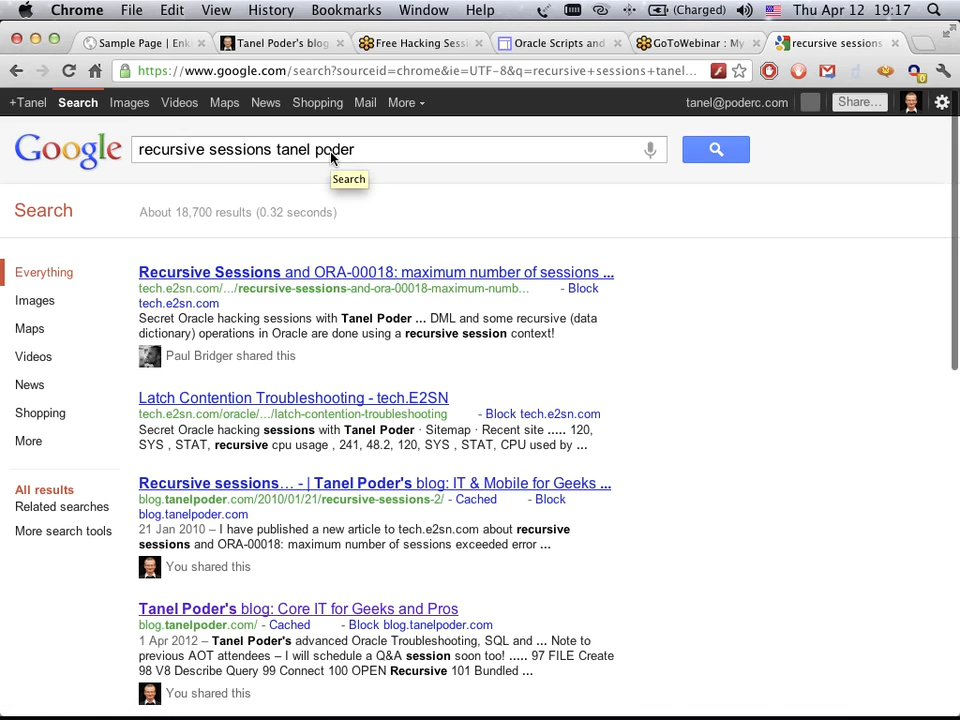 Chrome File Edit View History Bookmarks Window Help (Charged) Thu Apr 12 19:17
Sample Page | Enk Tanel Poder's blog Free Hacking Sessi Oracle Scripts and GoToWebinar : My recursive sessions
https://www.google.com/search?sourceid=chrome&ie=UTF-8&q=recursive+sessions+tanel...
+Tanel Search Images Videos Maps News Shopping Mail More tanel@poderc.com Share...
Google recursive sessions tanel poder
Search
Search About 18,700 results (0.32 seconds)
Everything
Images
Maps
Videos
News
Shopping
More
All results
Related searches
More search tools
Recursive Sessions and ORA-00018: maximum number of sessions ...
tech.e2sn.com/.../recursive-sessions-and-ora-00018-maximum-numb... - Block
tech.e2sn.com
Secret Oracle hacking sessions with Tanel Poder ... DML and some recursive (data
dictionary) operations in Oracle are done using a recursive session context!
Paul Bridger shared this
Latch Contention Troubleshooting - tech.E2SN
tech.e2sn.com/oracle/.../latch-contention-troubleshooting - Block tech.e2sn.com
Secret Oracle hacking sessions with Tanel Poder · Sitemap · Recent site ..... 120,
SYS , STAT, recursive cpu usage , 241, 48.2, 120, SYS , STAT, CPU used by ...
Recursive sessions… - | Tanel Poder's blog: IT & Mobile for Geeks ...
blog.tanelpoder.com/2010/01/21/recursive-sessions-2/ - Cached - Block
blog.tanelpoder.com
21 Jan 2010 – I have published a new article to tech.e2sn.com about recursive
sessions and ORA-00018: maximum number of sessions exceeded error ...
You shared this
Tanel Poder's blog: Core IT for Geeks and Pros
blog.tanelpoder.com/ - Cached - Block blog.tanelpoder.com
1 Apr 2012 – Tanel Poder's advanced Oracle Troubleshooting, SQL and ... Note to
previous AOT attendees – I will schedule a Q&A session soon too! ..... 97 FILE Create
98 V8 Describe Query 99 Connect 100 OPEN Recursive 101 Bundled ...
You shared this